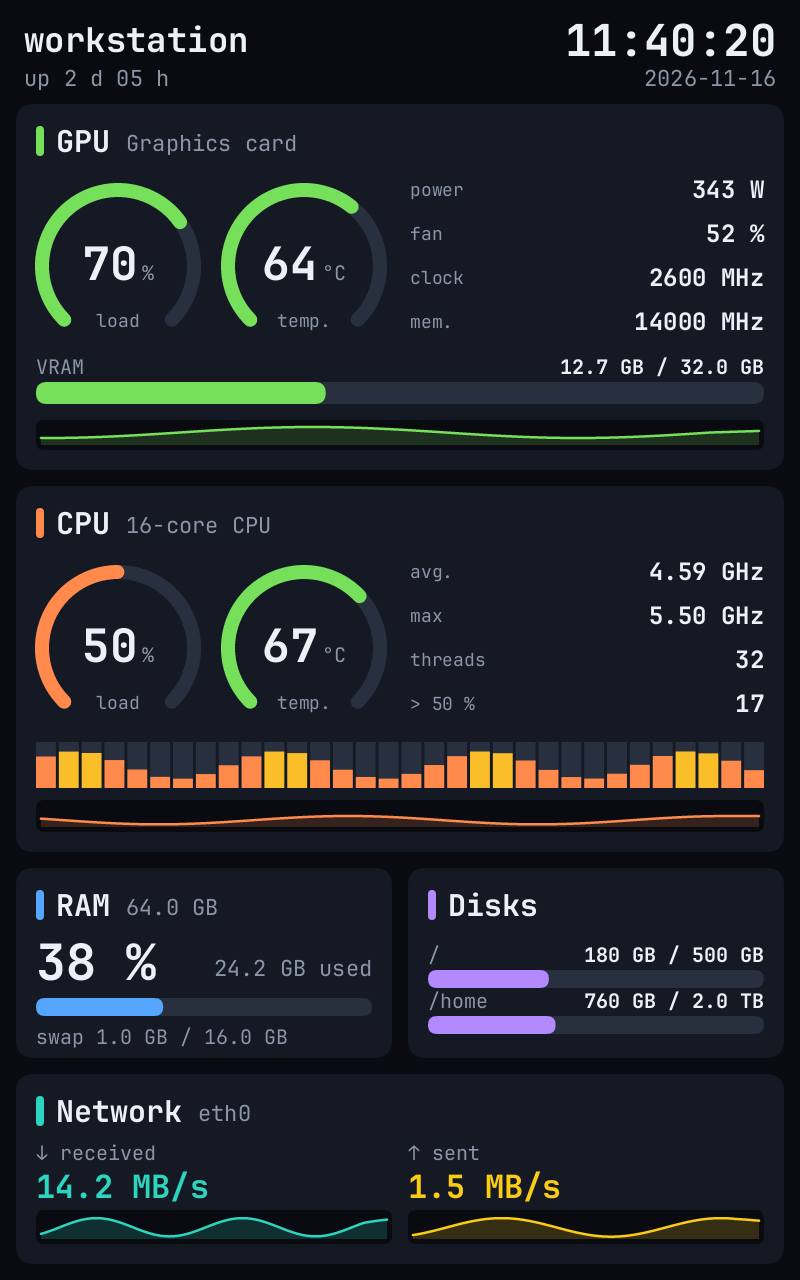 workstation 11:40:20
up 2 d 05 h 2026-11-16
GPU Graphics card
power 343 W
fan 52 %
70 % 64 °C
clock 2600 MHz
load temp. mem. 14000 MHz
VRAM 12.7 GB / 32.0 GB
CPU 16-core CPU
avg. 4.59 GHz
max 5.50 GHz
50 % 67 °C
threads 32
load temp. > 50 % 17
RAM 64.0 GB
38 % 24.2 GB used
swap 1.0 GB / 16.0 GB
Disks
/ 180 GB / 500 GB
/home 760 GB / 2.0 TB
Network eth0
↓ received ↑ sent
14.2 MB/s 1.5 MB/s